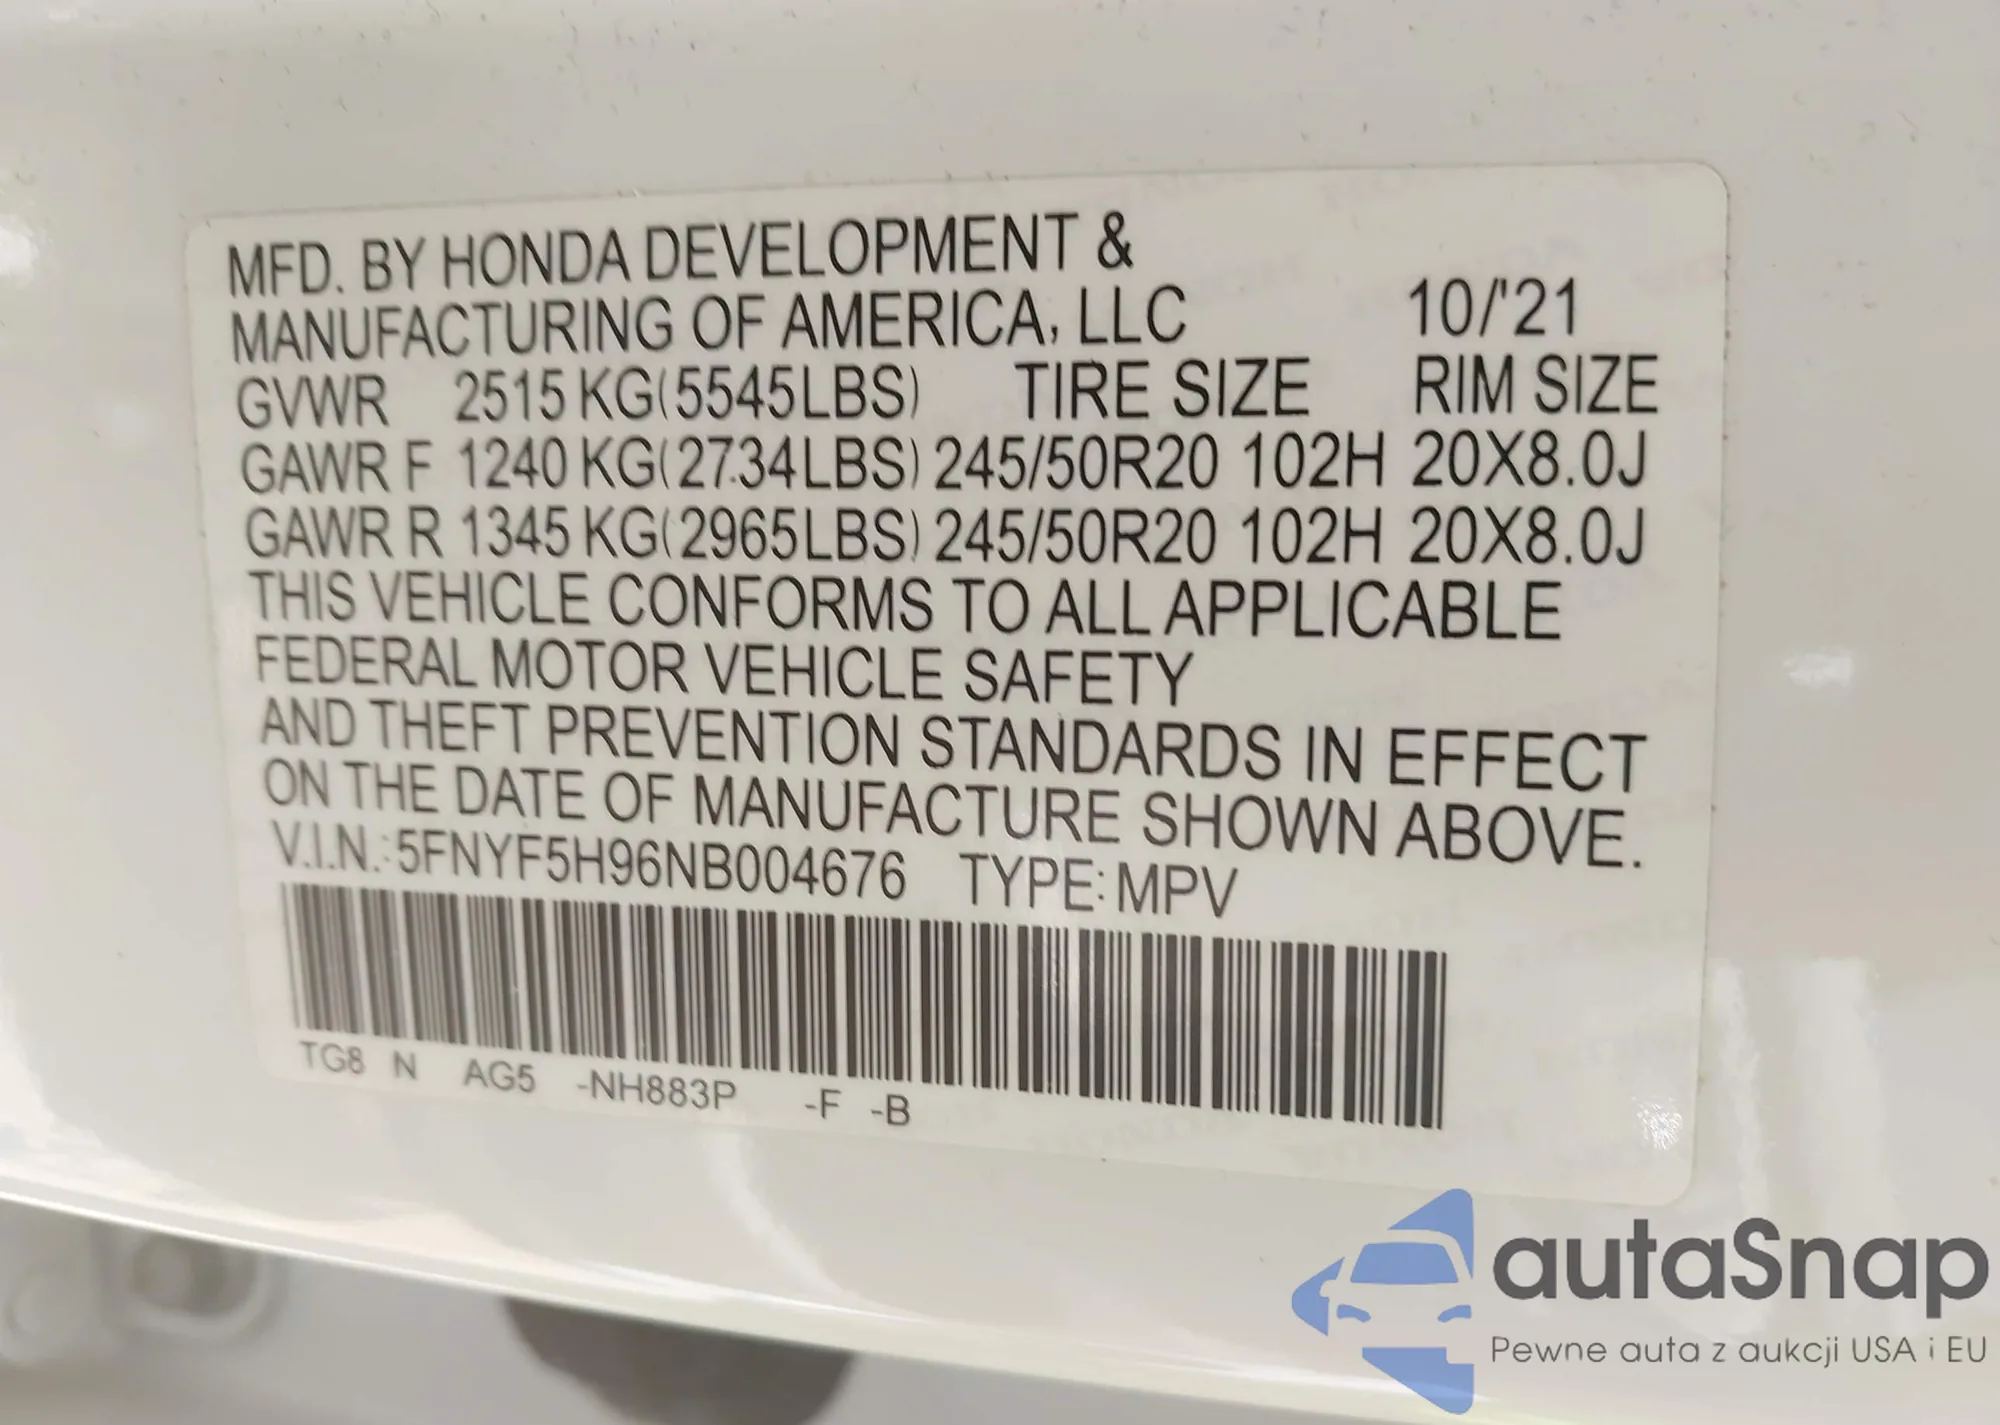 MFD. BY HONDA DEVELOPMENT &
MANUFACTURING OF AMERICA, LLC 10/'21
GVWR 2515 KG(5545LBS) TIRE SIZE RIM SIZE
GAWR F 1240 KG(2734LBS) 245/50R20 102H 20X8.0J
GAWR R 1345 KG(2965LBS) 245/50R20 102H 20X8.0J
THIS VEHICLE CONFORMS TO ALL APPLICABLE
FEDERAL MOTOR VEHICLE SAFETY
AND THEFT PREVENTION STANDARDS IN EFFECT
ON THE DATE OF MANUFACTURE SHOWN ABOVE.
V.I.N.:5FNYF5H96NB004676 TYPE:MPV
TG8 N AG5 -NH883P -F -B
autaSnap
Pewne auta z aukcji USA i EU